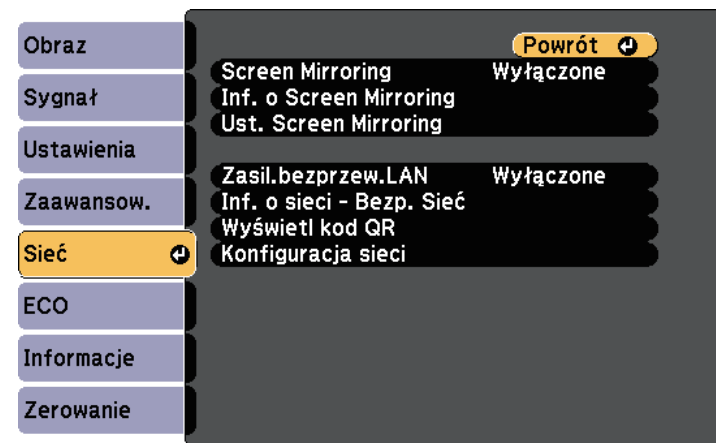 Obraz
Sygnał
Ustawienia
Zaawansow.
Sieć
ECO
Informacje
Zerowanie
Powrót
Screen Mirroring Wyłączone
Inf. o Screen Mirroring
Ust. Screen Mirroring
Zasil.bezprzew.LAN Wyłączone
Inf. o sieci - Bezp. Sieć
Wyświetl kod QR
Konfiguracja sieci